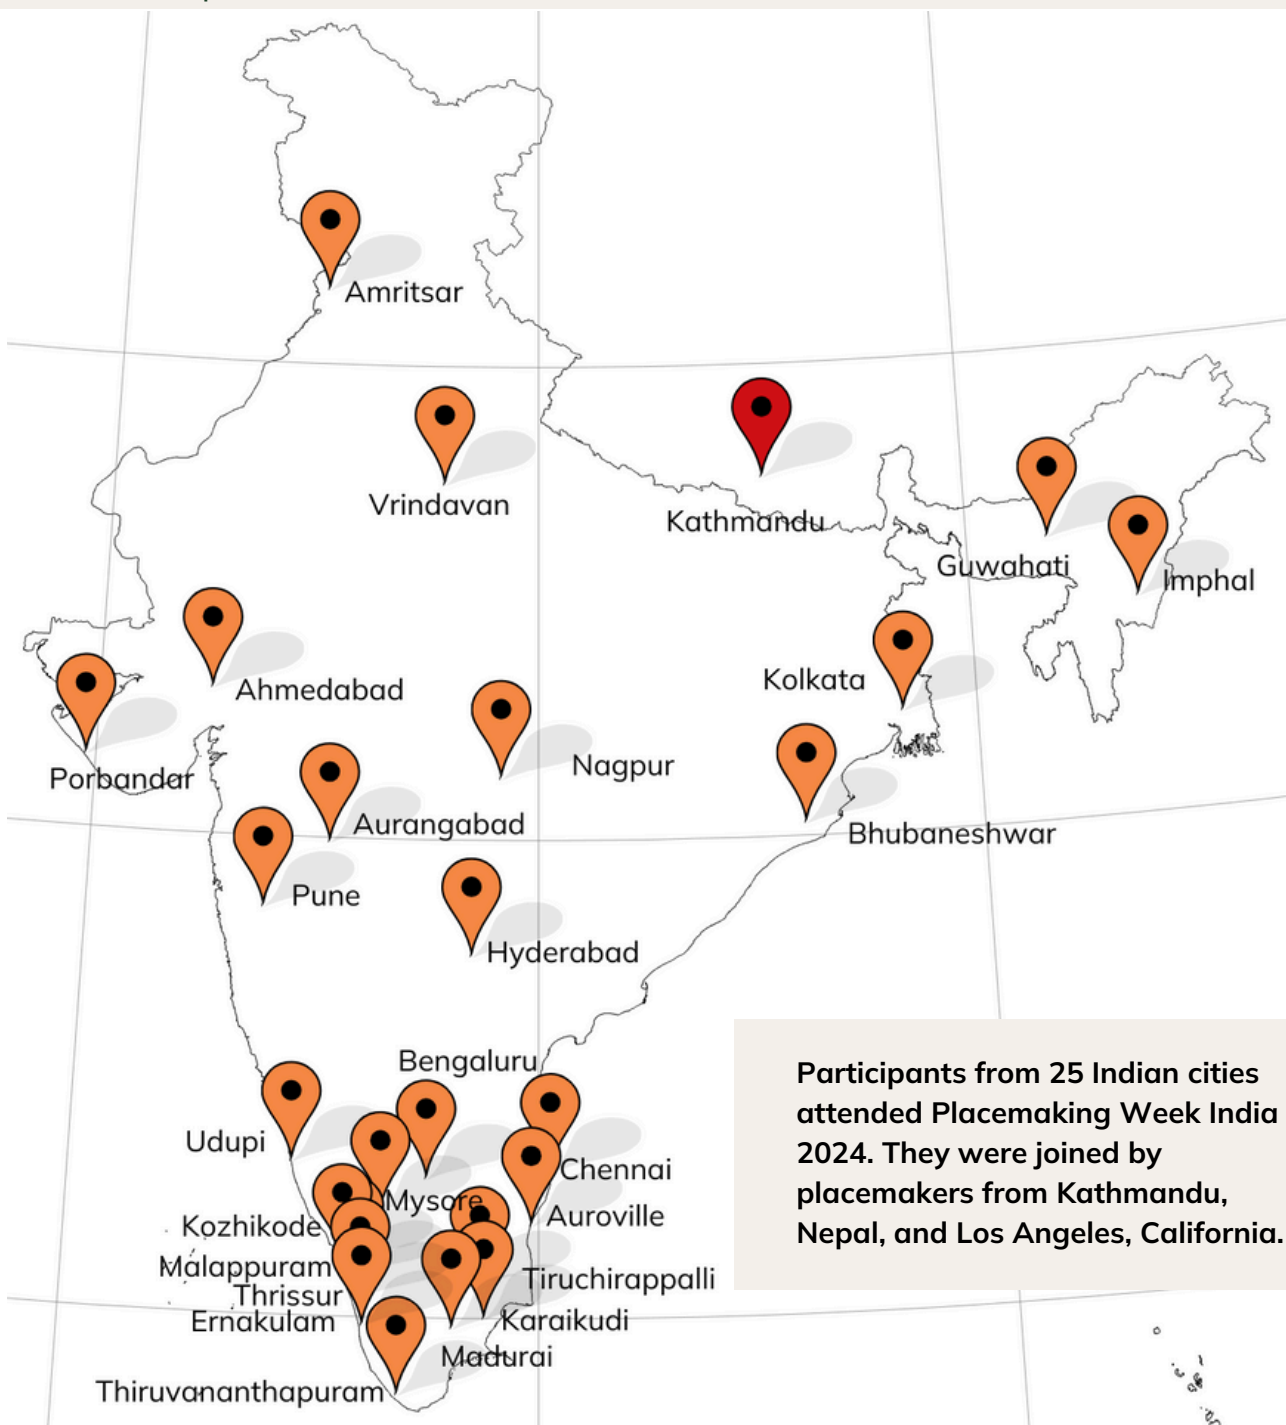 Amritsar
Vrindavan
Kathmandu
Guwahati
Imphal
Kolkata
Ahmedabad
Porbandar
Nagpur
Aurangabad
Bhubaneshwar
Pune
Hyderabad
Bengaluru
Udupi
Chennai
Mysore
Auroville
Kozhikode
Malappuram
Tiruchirappalli
Thrissur
Ernakulam
Karaikudi
Madurai
Thiruvananthapuram
Participants from 25 Indian cities
attended Placemaking Week India
2024. They were joined by
placemakers from Kathmandu,
Nepal, and Los Angeles, California.